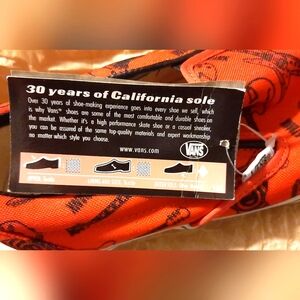 30 years of California sole
Over 30 years of shoe-making experience goes into every shoe we sell, which
is why Vans® shoes are some of the most comfortable and durable shoes on
the market. Whether it's a high performance skate shoe or a casual sneaker,
you can be assured of the same top-quality materials and expert workmanship
no matter which style you choose.
www.vans.com
VANS